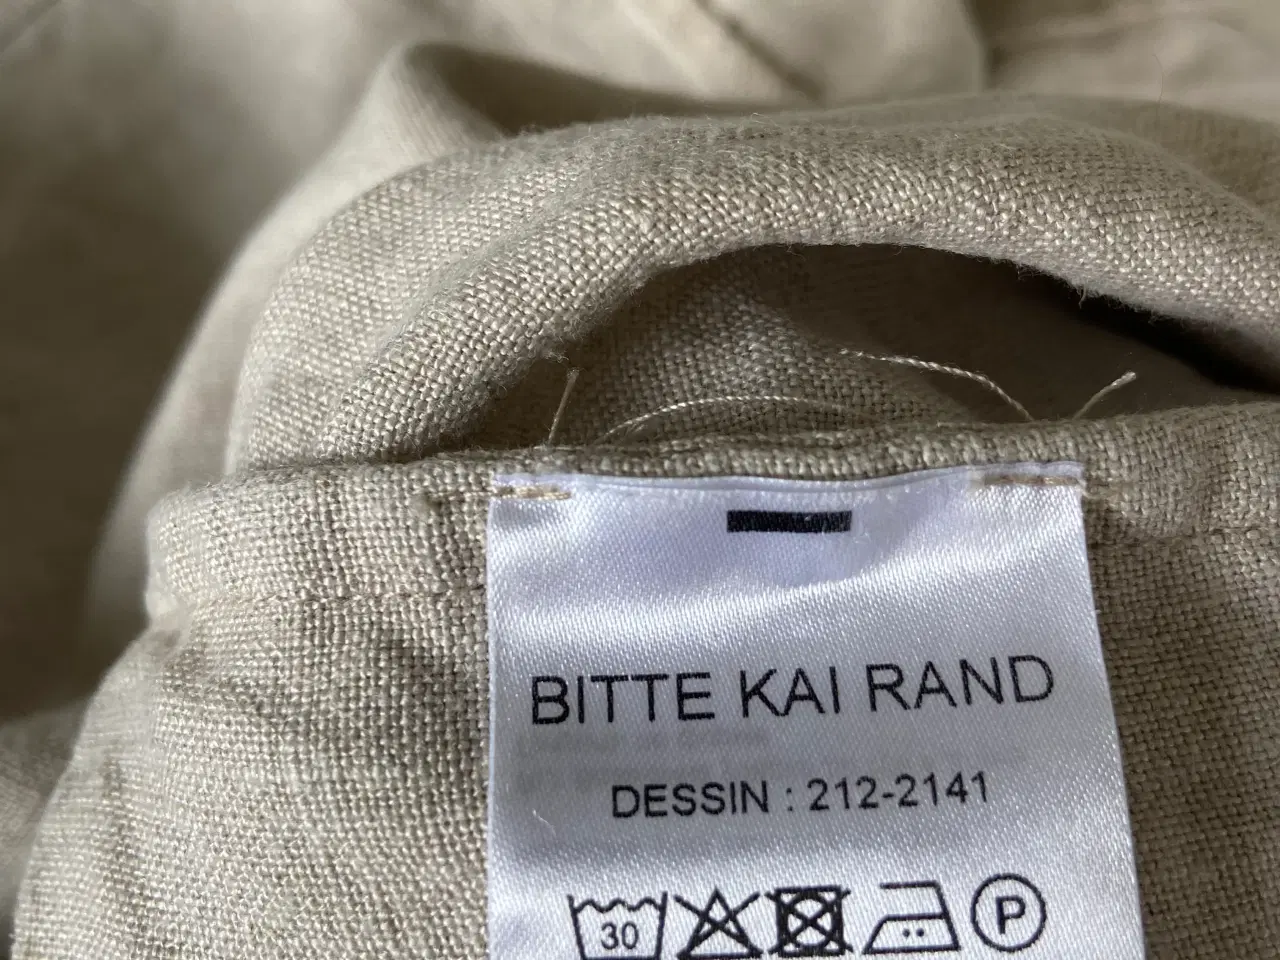 BITTE KAI RAND
DESSIN : 212-2141
30
P